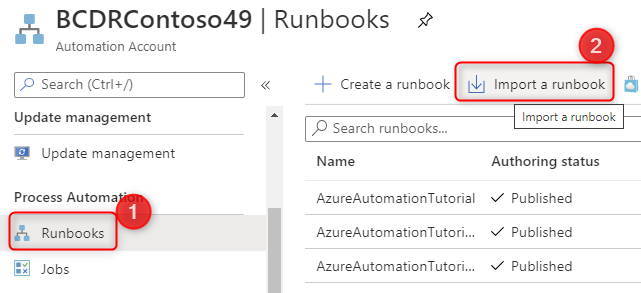 BCDRContoso49 | Runbooks
Automation Account
2
Search (Ctrl+/)
Create a runbook
Import a runbook
Update management
Import a runbook
Update management
Search runbooks...
Name
Authoring status
Process Automation
1
AzureAutomationTutorial
Published
Runbooks
AzureAutomationTutori...
Published
Jobs
AzureAutomationTutori...
Published